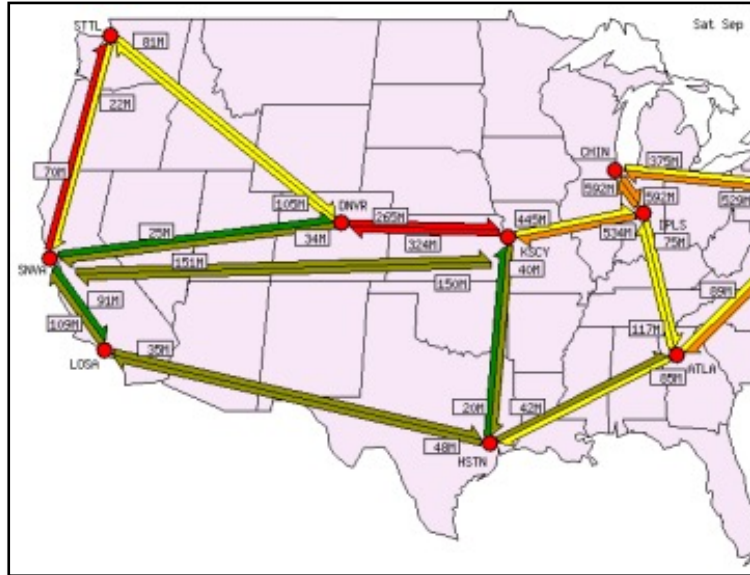 STTL
Sat Sep
81M
22M
CHIN
375M
70M
592M
592M
529M
105M
DNVR
265M
445M
IPLS
25M
34M
324M
534M
75M
KSCY
SNVA
151M
40M
150M
89M
91M
109M
117M
35M
LOSA
ATLA
85M
20M
42M
48M
HSTN